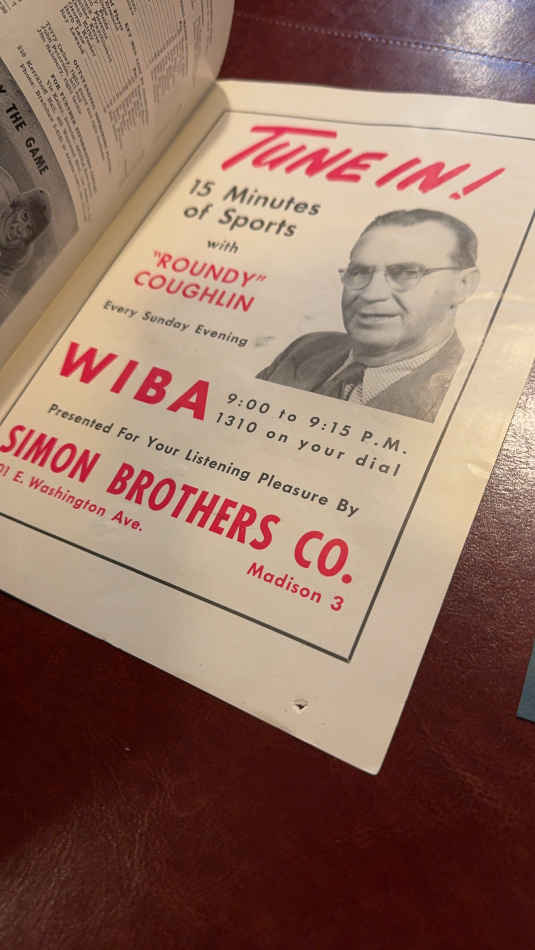 Y THE GAME
TUNE IN!
15 Minutes
of Sports
with
"ROUNDY"
COUGHLIN
Every Sunday Evening
WIBA
9:00 to 9:15 P.M.
1310 on your dial
Presented For Your Listening Pleasure By
SIMON BROTHERS CO.
01 E. Washington Ave.
Madison 3